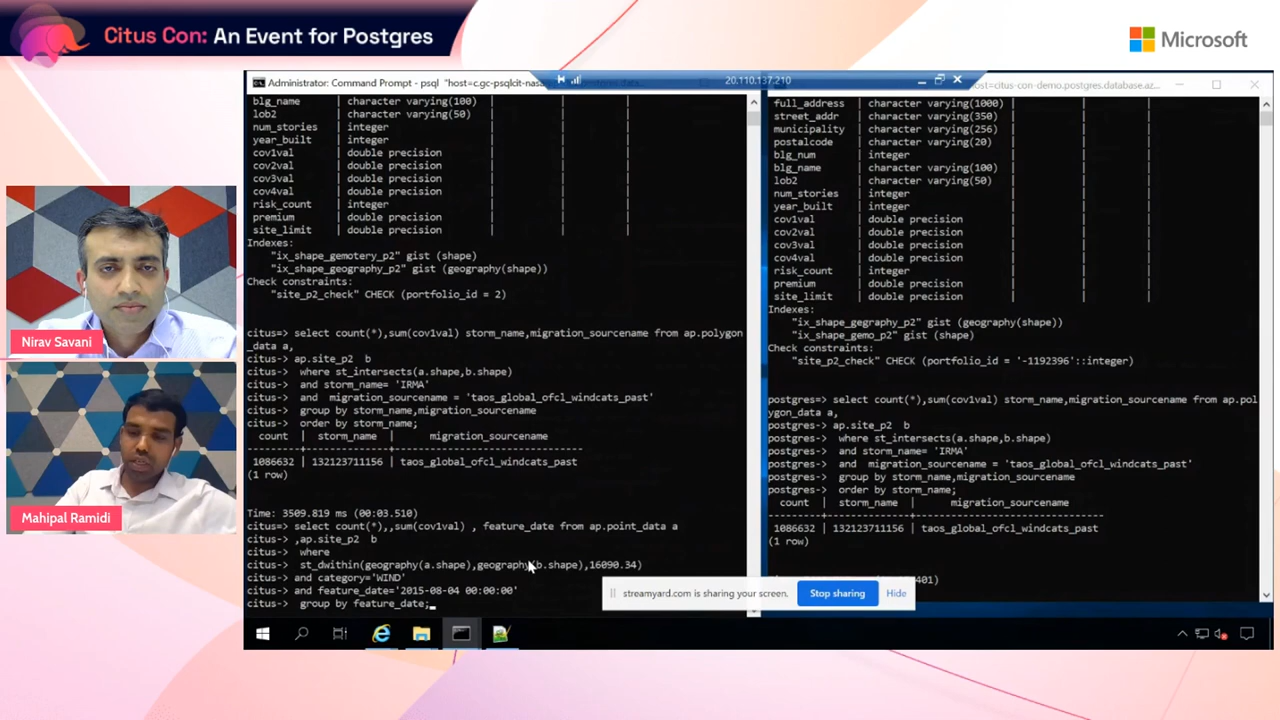 Citus Con: An Event for Postgres
Microsoft
Nirav Savani
Mahipal Ramidi
Administrator: Command Prompt - psql "host=c.gc-psqlcit-nas
20.110.137.210
host=citus-con-demo.postgres.database.az...
blg_name | character varying(100) | | |
lob2 | character varying(50) | | |
num_stories | integer | | |
year_built | integer | | |
cov1val | double precision | | |
cov2val | double precision | | |
cov3val | double precision | | |
cov4val | double precision | | |
risk_count | integer | | |
premium | double precision | | |
site_limit | double precision | | |
Indexes:
"ix_shape_gemotery_p2" gist (shape)
"ix_shape_geography_p2" gist (geography(shape))
Check constraints:
"site_p2_check" CHECK (portfolio_id = 2)
citus=> select count(*),sum(cov1val) storm_name,migration_sourcename from ap.polygon
_data a,
citus-> ap.site_p2 b
citus-> where st_intersects(a.shape,b.shape)
citus-> and storm_name= 'IRMA'
citus-> and migration_sourcename = 'taos_global_ofcl_windcats_past'
citus-> group by storm_name,migration_sourcename
citus-> order by storm_name;
count | storm_name | migration_sourcename
---------+--------------+--------------------------------
1086632 | 132123711156 | taos_global_ofcl_windcats_past
(1 row)
Time: 3509.819 ms (00:03.510)
citus=> select count(*),,sum(cov1val) , feature_date from ap.point_data a
citus-> ,ap.site_p2 b
citus-> where
citus-> st_dwithin(geography(a.shape),geography(b.shape),16090.34)
citus-> and category='WIND'
citus-> and feature_date='2015-08-04 00:00:00'
citus-> group by feature_date;
full_address | character varying(1000) | | |
street_addr | character varying(350) | | |
municipality | character varying(256) | | |
postalcode | character varying(20) | | |
blg_num | integer | | |
blg_name | character varying(100) | | |
lob2 | character varying(50) | | |
num_stories | integer | | |
year_built | integer | | |
cov1val | double precision | | |
cov2val | double precision | | |
cov3val | double precision | | |
cov4val | double precision | | |
risk_count | integer | | |
premium | double precision | | |
site_limit | double precision | | |
Indexes:
"ix_shape_gegraphy_p2" gist (geography(shape))
"ix_shape_gemo_p2" gist (shape)
Check constraints:
"site_p2_check" CHECK (portfolio_id = '-1192396'::integer)
postgres=> select count(*),sum(cov1val) storm_name,migration_sourcename from ap.pol
ygon_data a,
postgres-> ap.site_p2 b
postgres-> where st_intersects(a.shape,b.shape)
postgres-> and storm_name= 'IRMA'
postgres-> and migration_sourcename = 'taos_global_ofcl_windcats_past'
postgres-> group by storm_name,migration_sourcename
postgres-> order by storm_name;
count | storm_name | migration_sourcename
---------+--------------+--------------------------------
1086632 | 132123711156 | taos_global_ofcl_windcats_past
(1 row)
401)
streamyard.com is sharing your screen.
Stop sharing
Hide